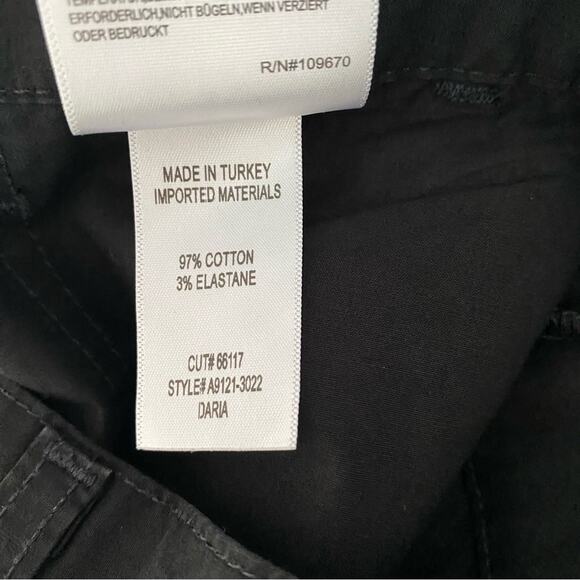 ERFORDERLICH,NICHT BÜGELN,WENN VERZIERT
ODER BEDRUCKT
R/N#109670
MADE IN TURKEY
IMPORTED MATERIALS
97% COTTON
3% ELASTANE
CUT# 66117
STYLE# A9121-3022
DARIA